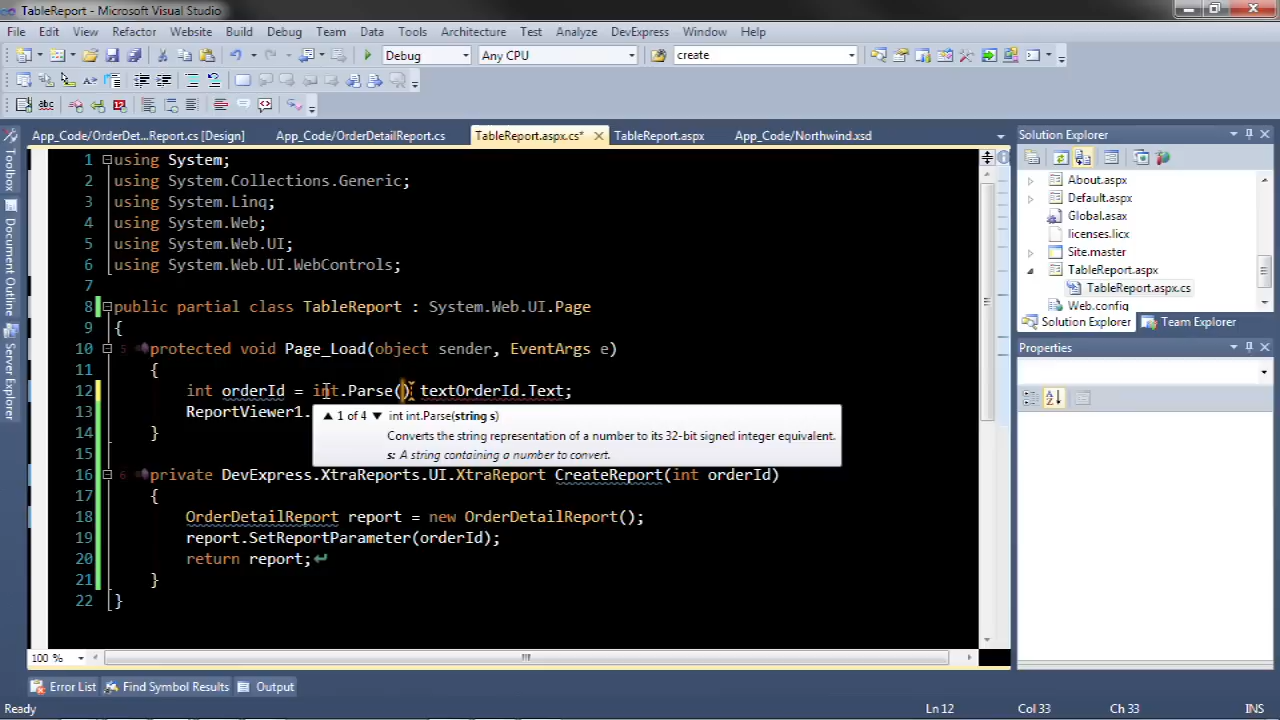 TableReport - Microsoft Visual Studio
File Edit View Refactor Website Build Debug Team Data Tools Architecture Test Analyze DevExpress Window Help
Debug Any CPU create
App_Code/OrderDet...Report.cs [Design] App_Code/OrderDetailReport.cs TableReport.aspx.cs* TableReport.aspx App_Code/Northwind.xsd
Toolbox
Document Outline
Server Explorer
1 using System;
2 using System.Collections.Generic;
3 using System.Linq;
4 using System.Web;
5 using System.Web.UI;
6 using System.Web.UI.WebControls;
7
8 public partial class TableReport : System.Web.UI.Page
9 {
10 5 protected void Page_Load(object sender, EventArgs e)
11 {
12 int orderId = int.Parse() textOrderId.Text;
13 ReportViewer1.
14 }
15
16 6 private DevExpress.XtraReports.UI.XtraReport CreateReport(int orderId)
17 {
18 OrderDetailReport report = new OrderDetailReport();
19 report.SetReportParameter(orderId);
20 return report;
21 }
22 }
1 of 4 int int.Parse(string s)
Converts the string representation of a number to its 32-bit signed integer equivalent.
s: A string containing a number to convert.
100 %
Solution Explorer
About.aspx
Default.aspx
Global.asax
licenses.licx
Site.master
TableReport.aspx
TableReport.aspx.cs
Web.config
Solution Explorer Team Explorer
Properties
Error List Find Symbol Results Output
Ready Ln 12 Col 33 Ch 33 INS